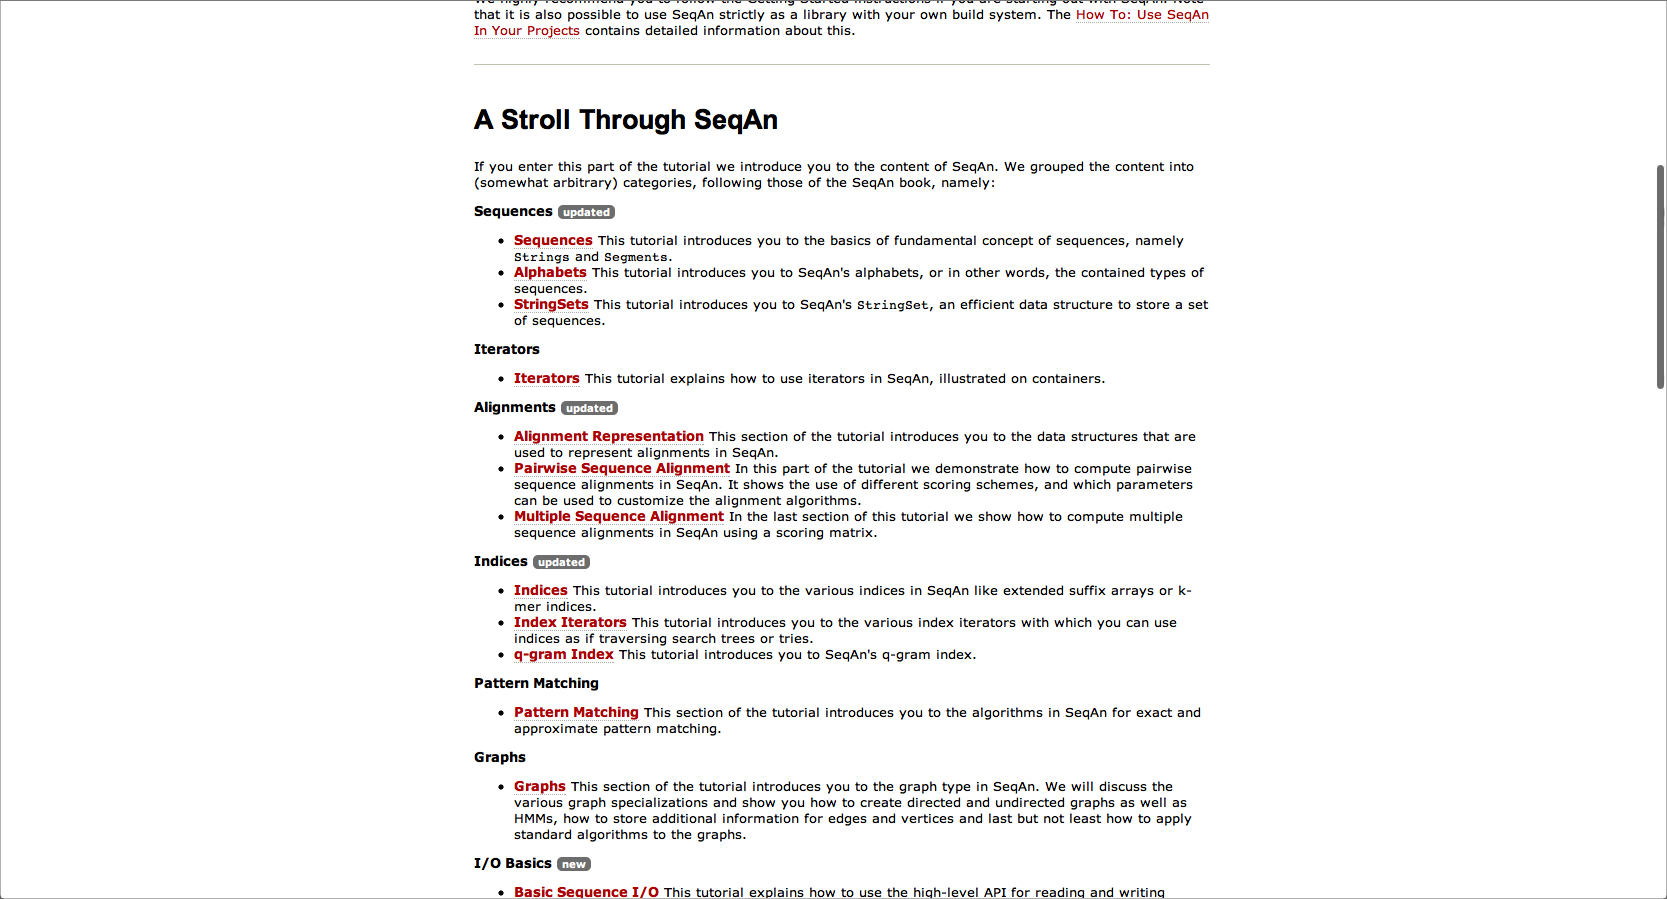 We highly recommend you to follow the Getting Started instructions if you are starting out with SeqAn. Note
that it is also possible to use SeqAn strictly as a library with your own build system. The How To: Use SeqAn
In Your Projects contains detailed information about this.
A Stroll Through SeqAn
If you enter this part of the tutorial we introduce you to the content of SeqAn. We grouped the content into
(somewhat arbitrary) categories, following those of the SeqAn book, namely:
Sequences updated
• Sequences This tutorial introduces you to the basics of fundamental concept of sequences, namely
Strings and Segments.
• Alphabets This tutorial introduces you to SeqAn's alphabets, or in other words, the contained types of
sequences.
• StringSets This tutorial introduces you to SeqAn's StringSet, an efficient data structure to store a set
of sequences.
Iterators
• Iterators This tutorial explains how to use iterators in SeqAn, illustrated on containers.
Alignments updated
• Alignment Representation This section of the tutorial introduces you to the data structures that are
used to represent alignments in SeqAn.
• Pairwise Sequence Alignment In this part of the tutorial we demonstrate how to compute pairwise
sequence alignments in SeqAn. It shows the use of different scoring schemes, and which parameters
can be used to customize the alignment algorithms.
• Multiple Sequence Alignment In the last section of this tutorial we show how to compute multiple
sequence alignments in SeqAn using a scoring matrix.
Indices updated
• Indices This tutorial introduces you to the various indices in SeqAn like extended suffix arrays or k-
mer indices.
• Index Iterators This tutorial introduces you to the various index iterators with which you can use
indices as if traversing search trees or tries.
• q-gram Index This tutorial introduces you to SeqAn's q-gram index.
Pattern Matching
• Pattern Matching This section of the tutorial introduces you to the algorithms in SeqAn for exact and
approximate pattern matching.
Graphs
• Graphs This section of the tutorial introduces you to the graph type in SeqAn. We will discuss the
various graph specializations and show you how to create directed and undirected graphs as well as
HMMs, how to store additional information for edges and vertices and last but not least how to apply
standard algorithms to the graphs.
I/O Basics new
• Basic Sequence I/O This tutorial explains how to use the high-level API for reading and writing